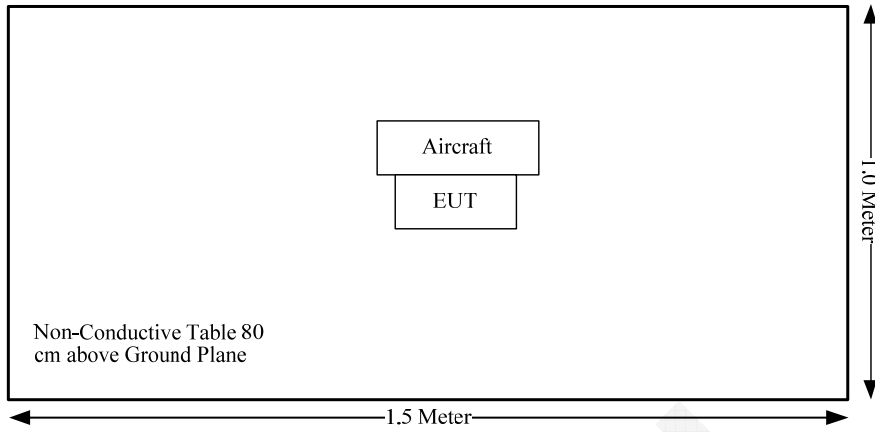 Aircraft
EUT
1.0 Meter
Non-Conductive Table 80
cm above Ground Plane
1.5 Meter